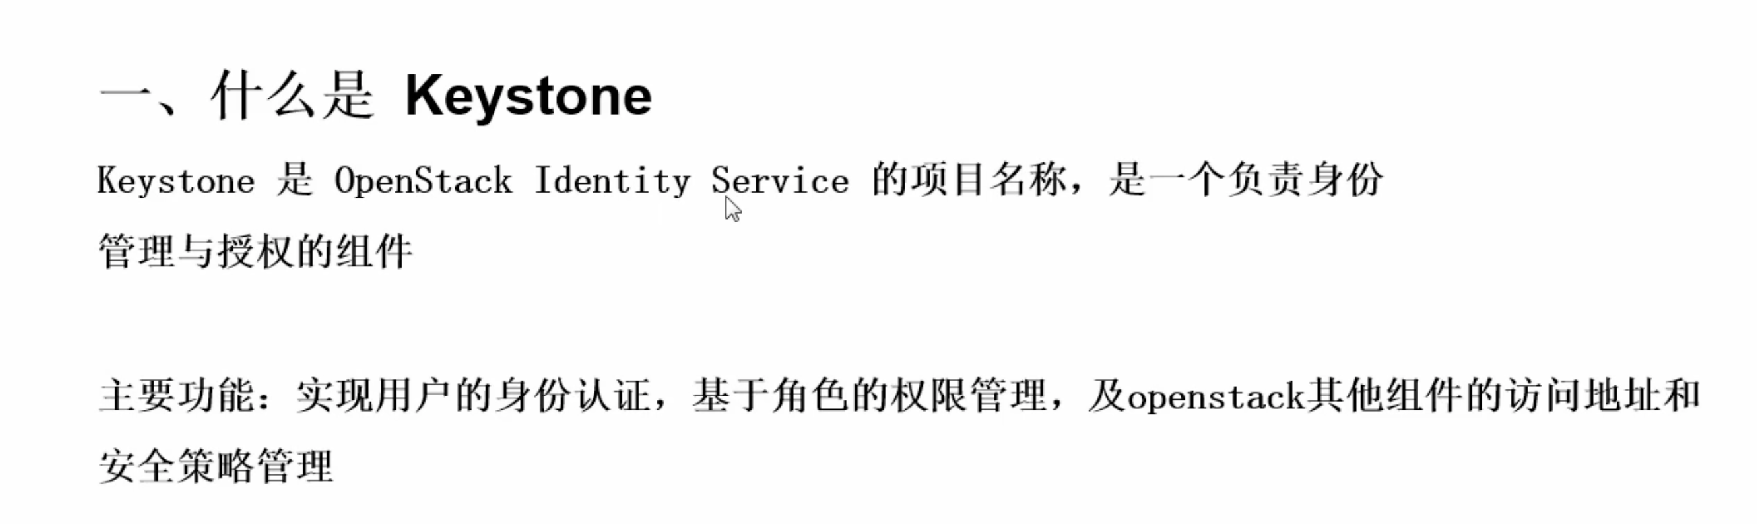 一、什么是 Keystone
Keystone 是 OpenStack Identity Service 的项目名称，是一个负责身份
管理与授权的组件
主要功能：实现用户的身份认证，基于角色的权限管理，及openstack其他组件的访问地址和
安全策略管理